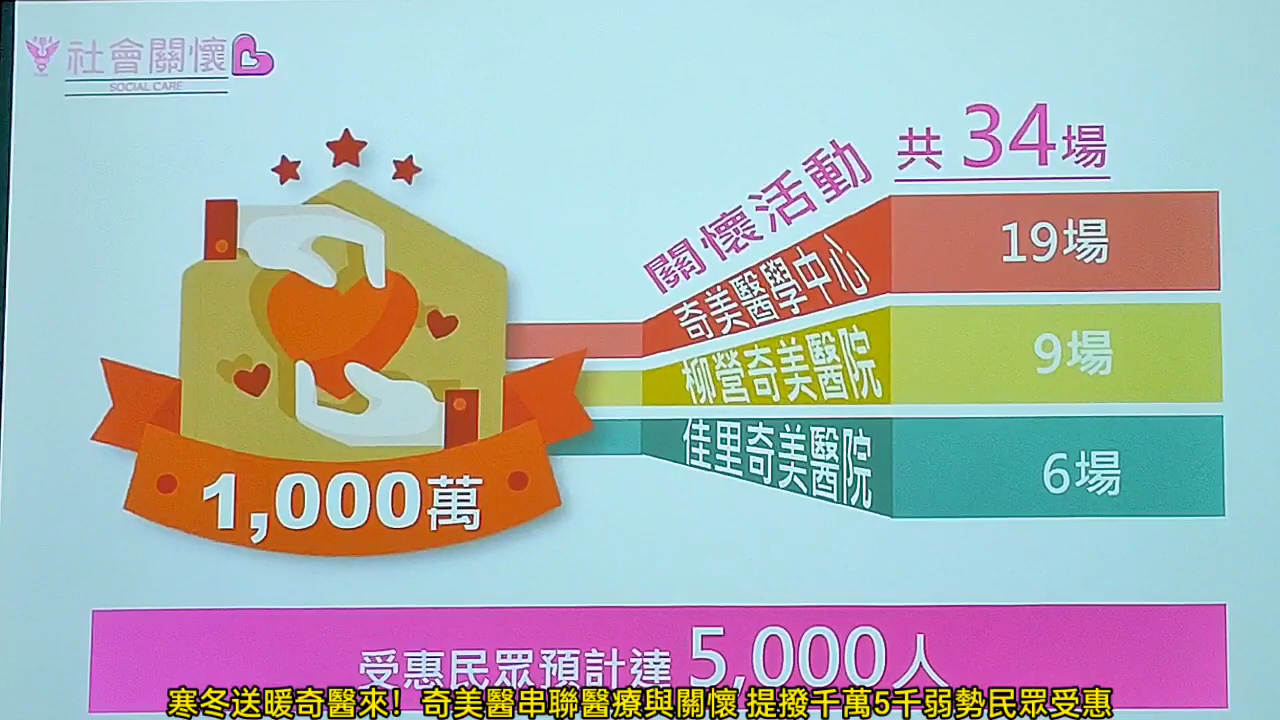 社會關懷
SOCIAL CARE
關懷活動
共 34場
奇美醫學中心
19場
柳營奇美醫院
9場
佳里奇美醫院
6場
1,000萬
受惠民眾預計達 5,000人
寒冬送暖奇醫來！奇美醫串聯醫療與關懷 提撥千萬5千弱勢民眾受惠